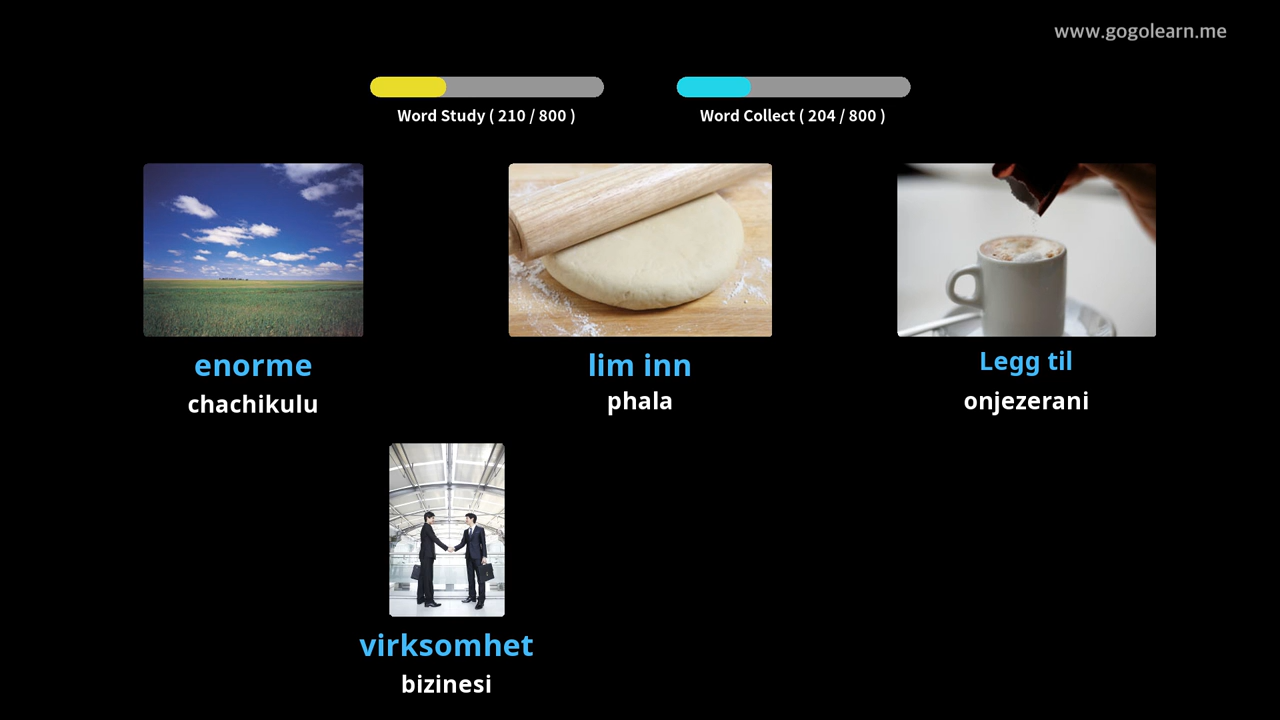 www.gogolearn.me
Word Study ( 210 / 800 )
Word Collect ( 204 / 800 )
enorme
chachikulu
lim inn
phala
Legg til
onjezerani
virksomhet
bizinesi